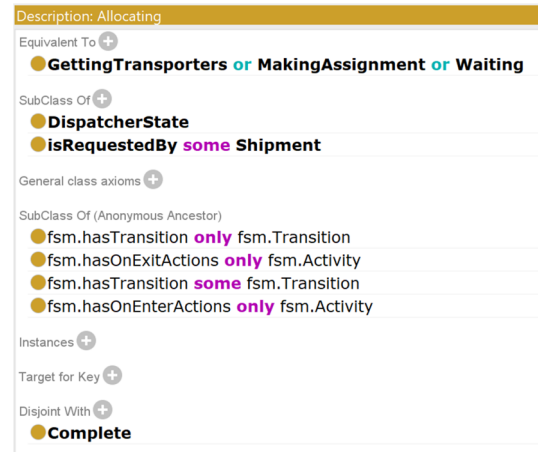 Description: Allocating
Equivalent To
GettingTransporters or MakingAssignment or Waiting
SubClass Of
DispatcherState
isRequestedBy some Shipment
General class axioms
SubClass Of (Anonymous Ancestor)
fsm.hasTransition only fsm.Transition
fsm.hasOnExitActions only fsm.Activity
fsm.hasTransition some fsm.Transition
fsm.hasOnEnterActions only fsm.Activity
Instances
Target for Key
Disjoint With
Complete